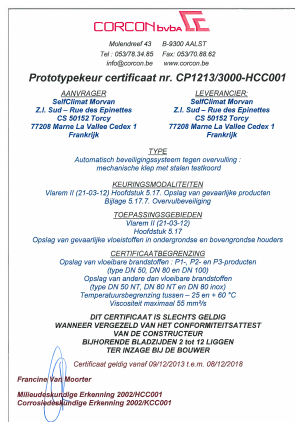 CORCON bvba
Molendreef 43 B-9300 AALST
Tel : 053/78.34.85 Fax: 053/70.88.62
info@corcon.be www.corcon.be
Prototypekeur certificaat nr. CP1213/3000-HCC001
AANVRAGER LEVERANCIER:
SelfClimat Morvan SelfClimat Morvan
Z.I. Sud – Rue des Epinettes Z.I. Sud – Rue des Epinettes
CS 50152 Torcy CS 50152 Torcy
77208 Marne La Vallee Cedex 1 77208 Marne La Vallee Cedex 1
Frankrijk Frankrijk
TYPE
Automatisch beveiligingssysteem tegen overvulling :
mechanische klep met stalen testkoord
KEURINGSMODALITEITEN
Vlarem II (21-03-12) Hoofdstuk 5.17. Opslag van gevaarlijke producten
Bijlage 5.17.7. Overvulbeveiliging
TOEPASSINGSGEBIEDEN
Vlarem II (21-03-12)
Hoofdstuk 5.17
Opslag van gevaarlijke vloeistoffen in ondergrondse en bovengrondse houders
CERTIFICAATBEGRENZING
Opslag van vloeibare brandstoffen : P1-, P2- en P3-producten
(type DN 50, DN 80 en DN 100)
Opslag van andere dan vloeibare brandstoffen
(type DN 50 NT, DN 80 NT en DN 80 inox)
Temperatuursbegrenzing tussen – 25 en + 60 °C
Viscositeit maximaal 55 mm²/s
DIT CERTIFICAAT IS SLECHTS GELDIG
WANNEER VERGEZELD VAN HET CONFORMITEITSATTEST
VAN DE CONSTRUCTEUR
BIJHORENDE BLADZIJDEN 2 tot 12 LIGGEN
TER INZAGE BIJ DE BOUWER
Certificaat geldig vanaf 09/12/2013 t.e.m. 08/12/2018
Francine Van Moorter
Milieudeskundige Erkenning 2002/HCC001
Corrosiedeskundige Erkenning 2002/KCC001